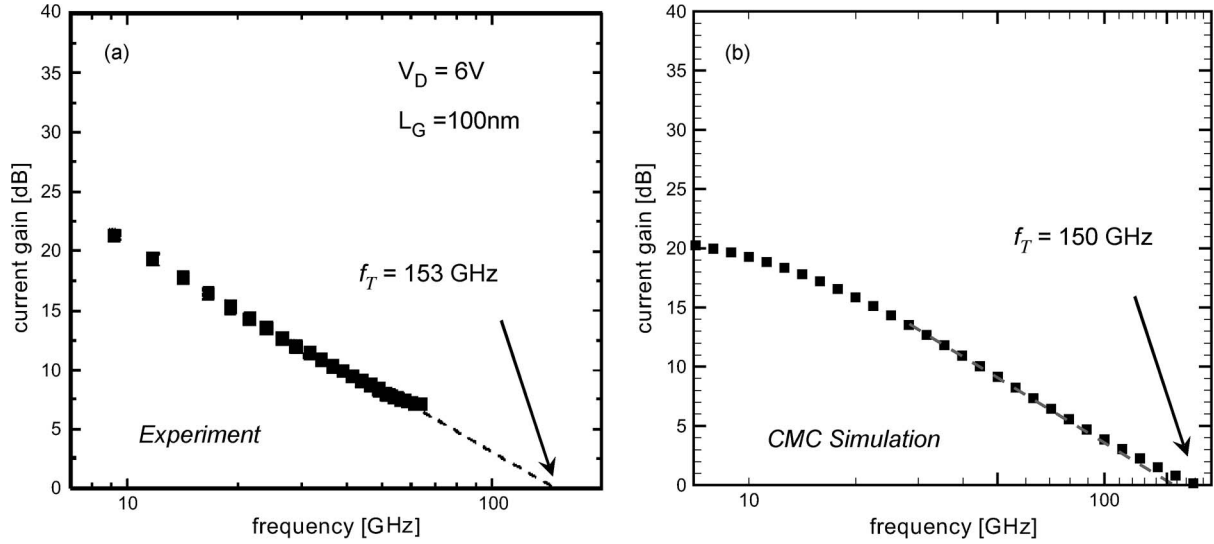 (a)
V_D = 6V
L_G =100nm
f_T = 153 GHz
Experiment
40
35
30
25
20
15
10
5
0
10
100
current gain [dB]
frequency [GHz]
(b)
f_T = 150 GHz
CMC Simulation
40
35
30
25
20
15
10
5
0
10
100
current gain [dB]
frequency [GHz]